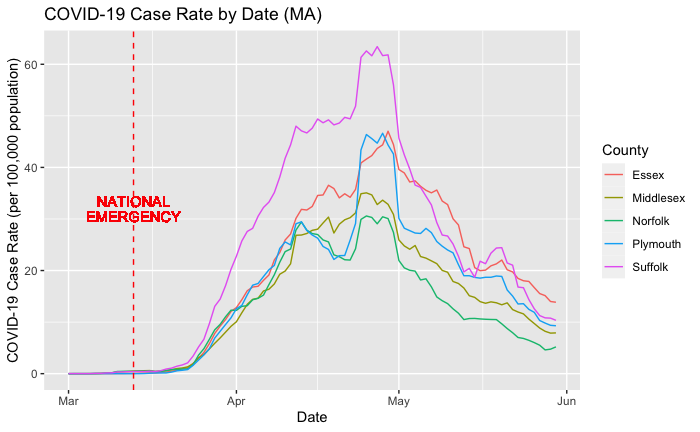 COVID-19 Case Rate by Date (MA)
COVID-19 Case Rate (per 100,000 population)
60
40
20
0
NATIONAL
EMERGENCY
Mar
Apr
May
Jun
Date
County
Essex
Middlesex
Norfolk
Plymouth
Suffolk